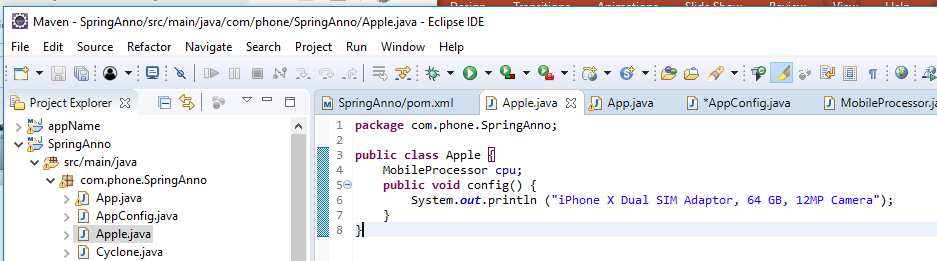 Transitions Animations Slide Show Review View
Maven - SpringAnno/src/main/java/com/phone/SpringAnno/Apple.java - Eclipse IDE
File Edit Source Refactor Navigate Search Project Run Window Help
Project Explorer
SpringAnno/pom.xml Apple.java App.java *AppConfig.java MobileProcessor.ja
appName
SpringAnno
src/main/java
com.phone.SpringAnno
App.java
AppConfig.java
Apple.java
Cyclone.java
1 package com.phone.SpringAnno;
2
3 public class Apple {
4 MobileProcessor cpu;
5 public void config() {
6 System.out.println ("iPhone X Dual SIM Adaptor, 64 GB, 12MP Camera");
7 }
8 }